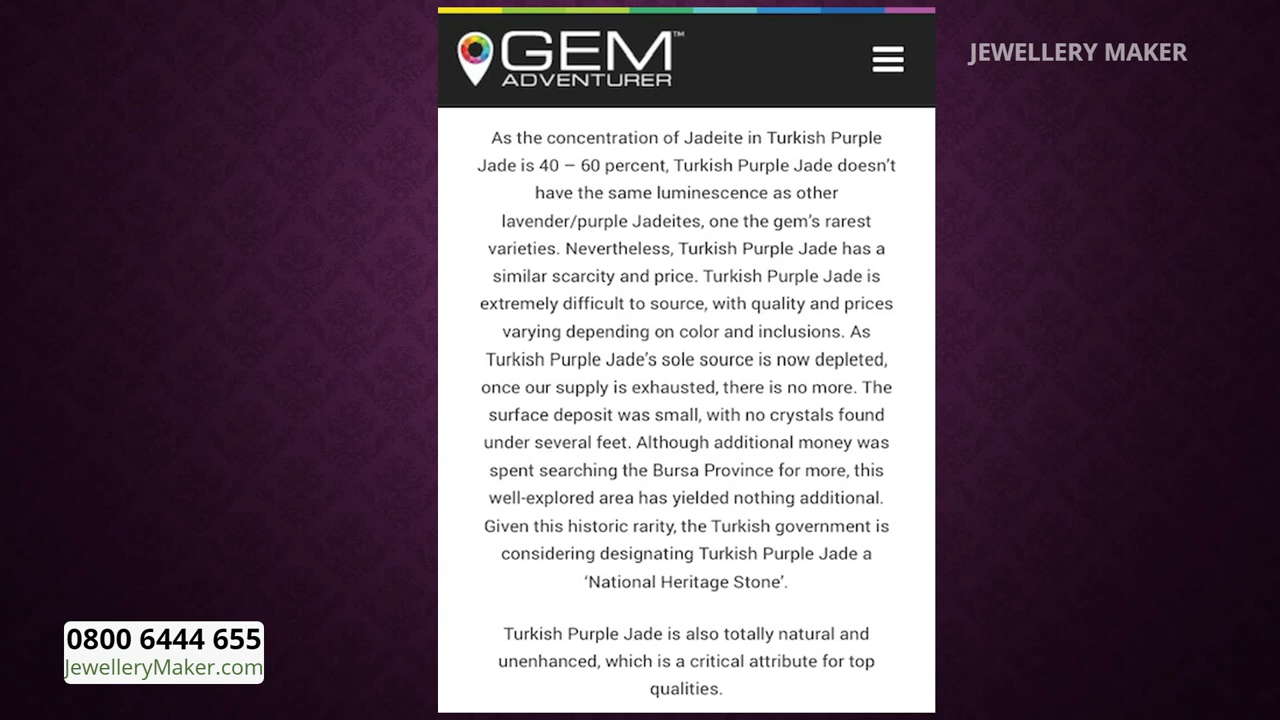 GEM™
ADVENTURER
JEWELLERY MAKER
As the concentration of Jadeite in Turkish Purple
Jade is 40 – 60 percent, Turkish Purple Jade doesn’t
have the same luminescence as other
lavender/purple Jadeites, one the gem’s rarest
varieties. Nevertheless, Turkish Purple Jade has a
similar scarcity and price. Turkish Purple Jade is
extremely difficult to source, with quality and prices
varying depending on color and inclusions. As
Turkish Purple Jade’s sole source is now depleted,
once our supply is exhausted, there is no more. The
surface deposit was small, with no crystals found
under several feet. Although additional money was
spent searching the Bursa Province for more, this
well-explored area has yielded nothing additional.
Given this historic rarity, the Turkish government is
considering designating Turkish Purple Jade a
‘National Heritage Stone’.
Turkish Purple Jade is also totally natural and
unenhanced, which is a critical attribute for top
qualities.
0800 6444 655
JewelleryMaker.com